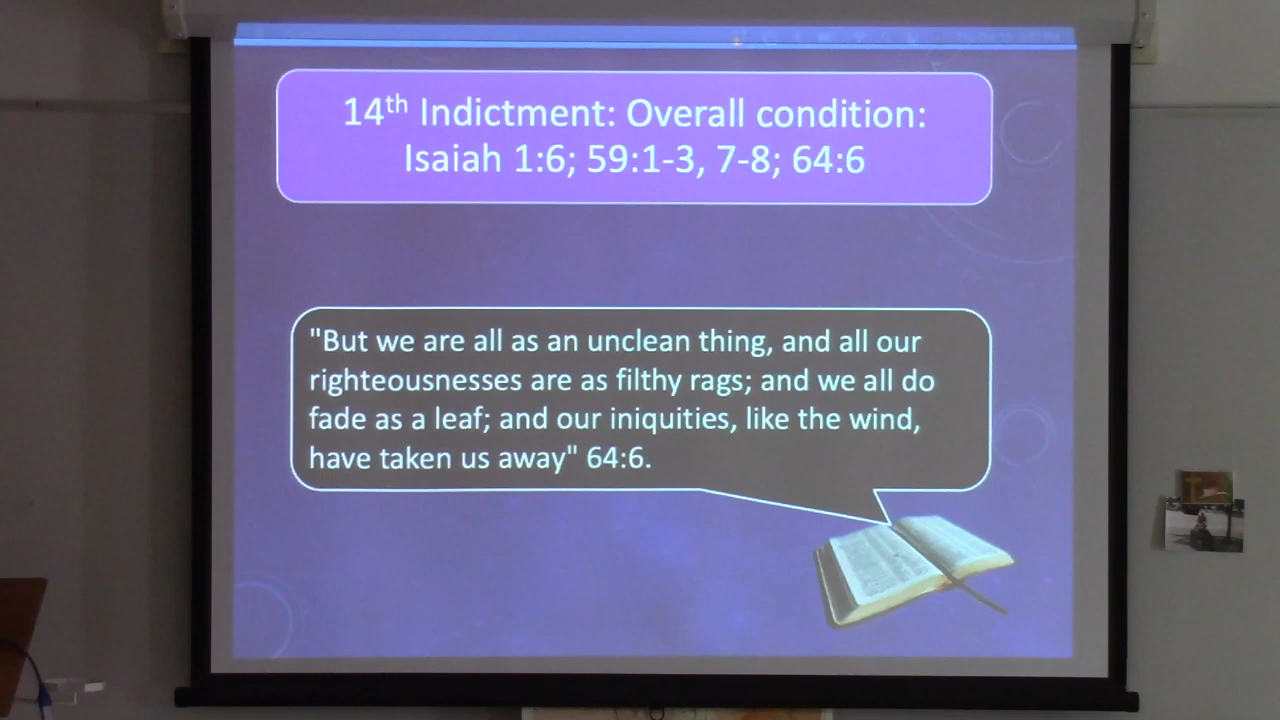 14th Indictment: Overall condition:
Isaiah 1:6; 59:1-3, 7-8; 64:6
"But we are all as an unclean thing, and all our
righteousnesses are as filthy rags; and we all do
fade as a leaf; and our iniquities, like the wind,
have taken us away" 64:6.